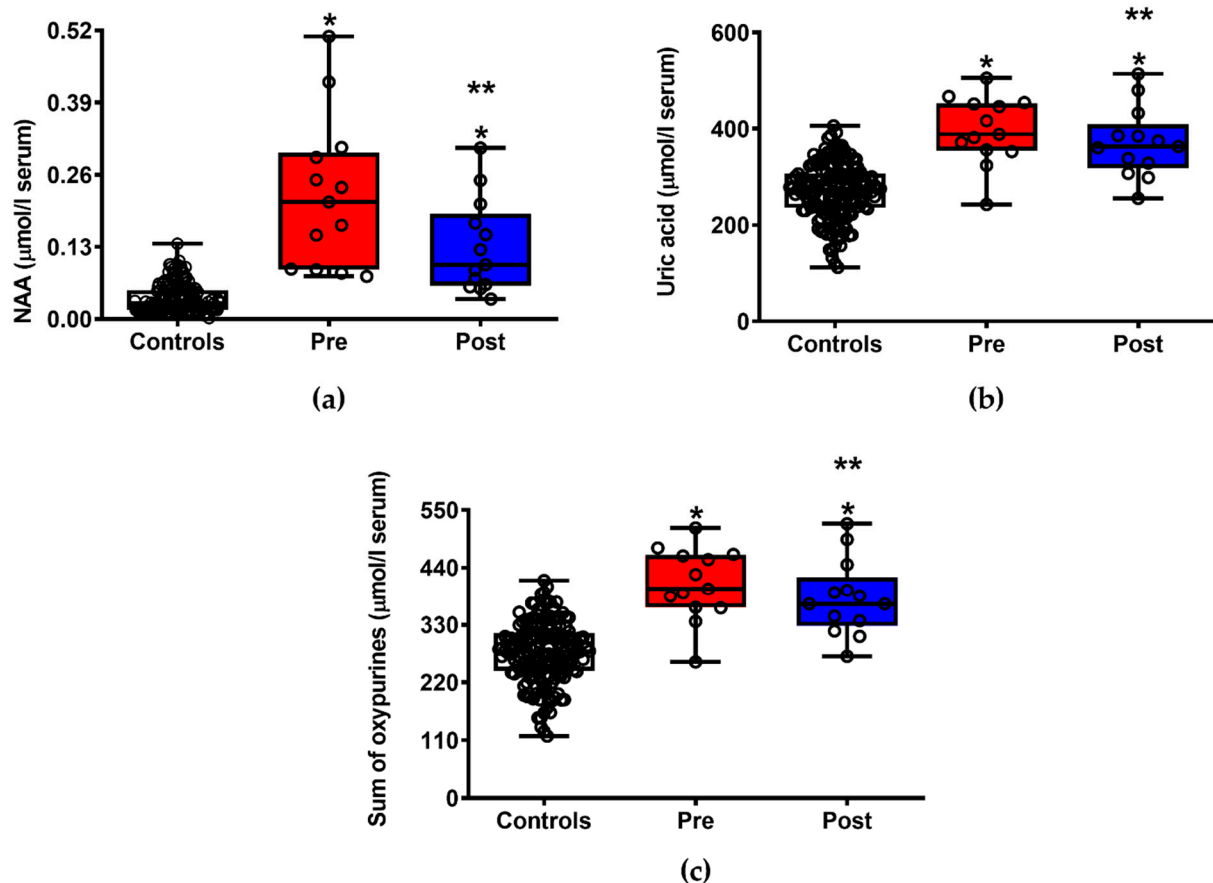 *
**
*
0.52
0.39
0.26
0.13
0.00
NAA (μmol/l serum)
Controls Pre Post
(a)
**
*
*
600
400
200
0
Uric acid (μmol/l serum)
Controls Pre Post
(b)
**
*
*
550
440
330
220
110
0
Sum of oxypurines (μmol/l serum)
Controls Pre Post
(c)